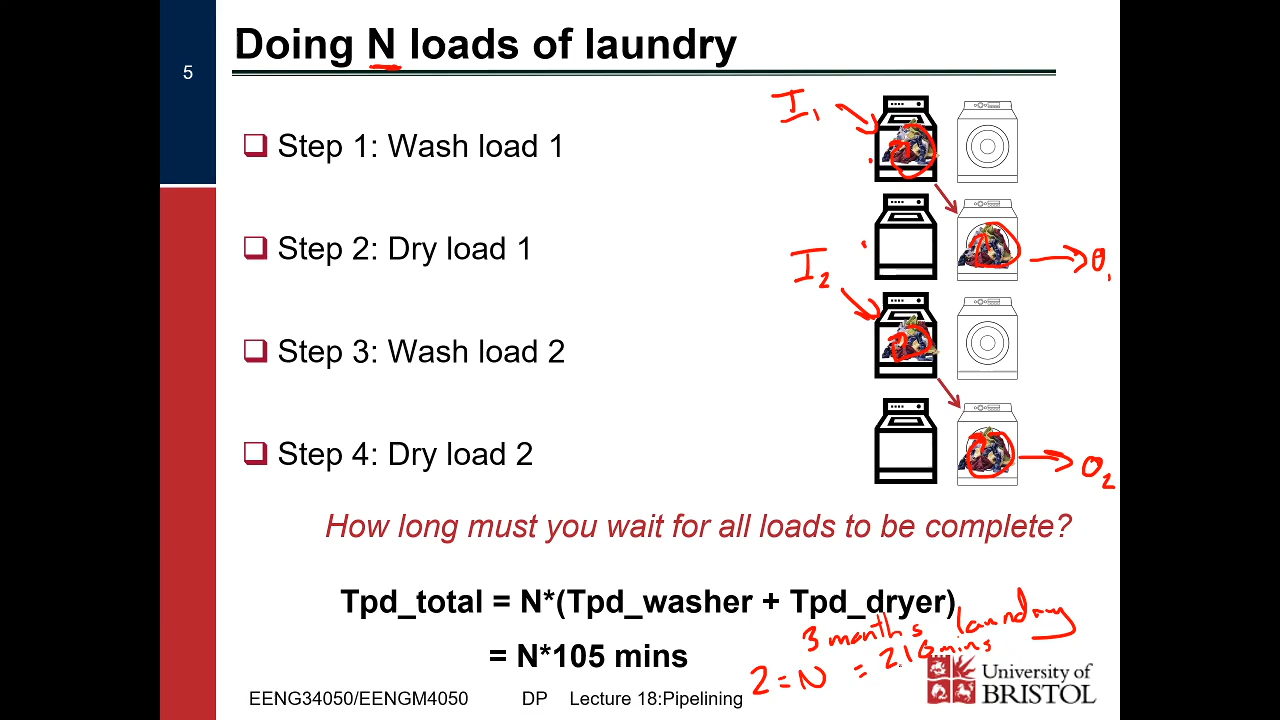 5
Doing N loads of laundry
❑ Step 1: Wash load 1
I₁
❑ Step 2: Dry load 1
O₁
I₂
❑ Step 3: Wash load 2
❑ Step 4: Dry load 2
O₂
How long must you wait for all loads to be complete?
Tpd_total = N*(Tpd_washer + Tpd_dryer)
= N*105 mins
3 months laundry
2 = N = 210 mins
University of
BRISTOL
EENG34050/EENGM4050 DP Lecture 18:Pipelining